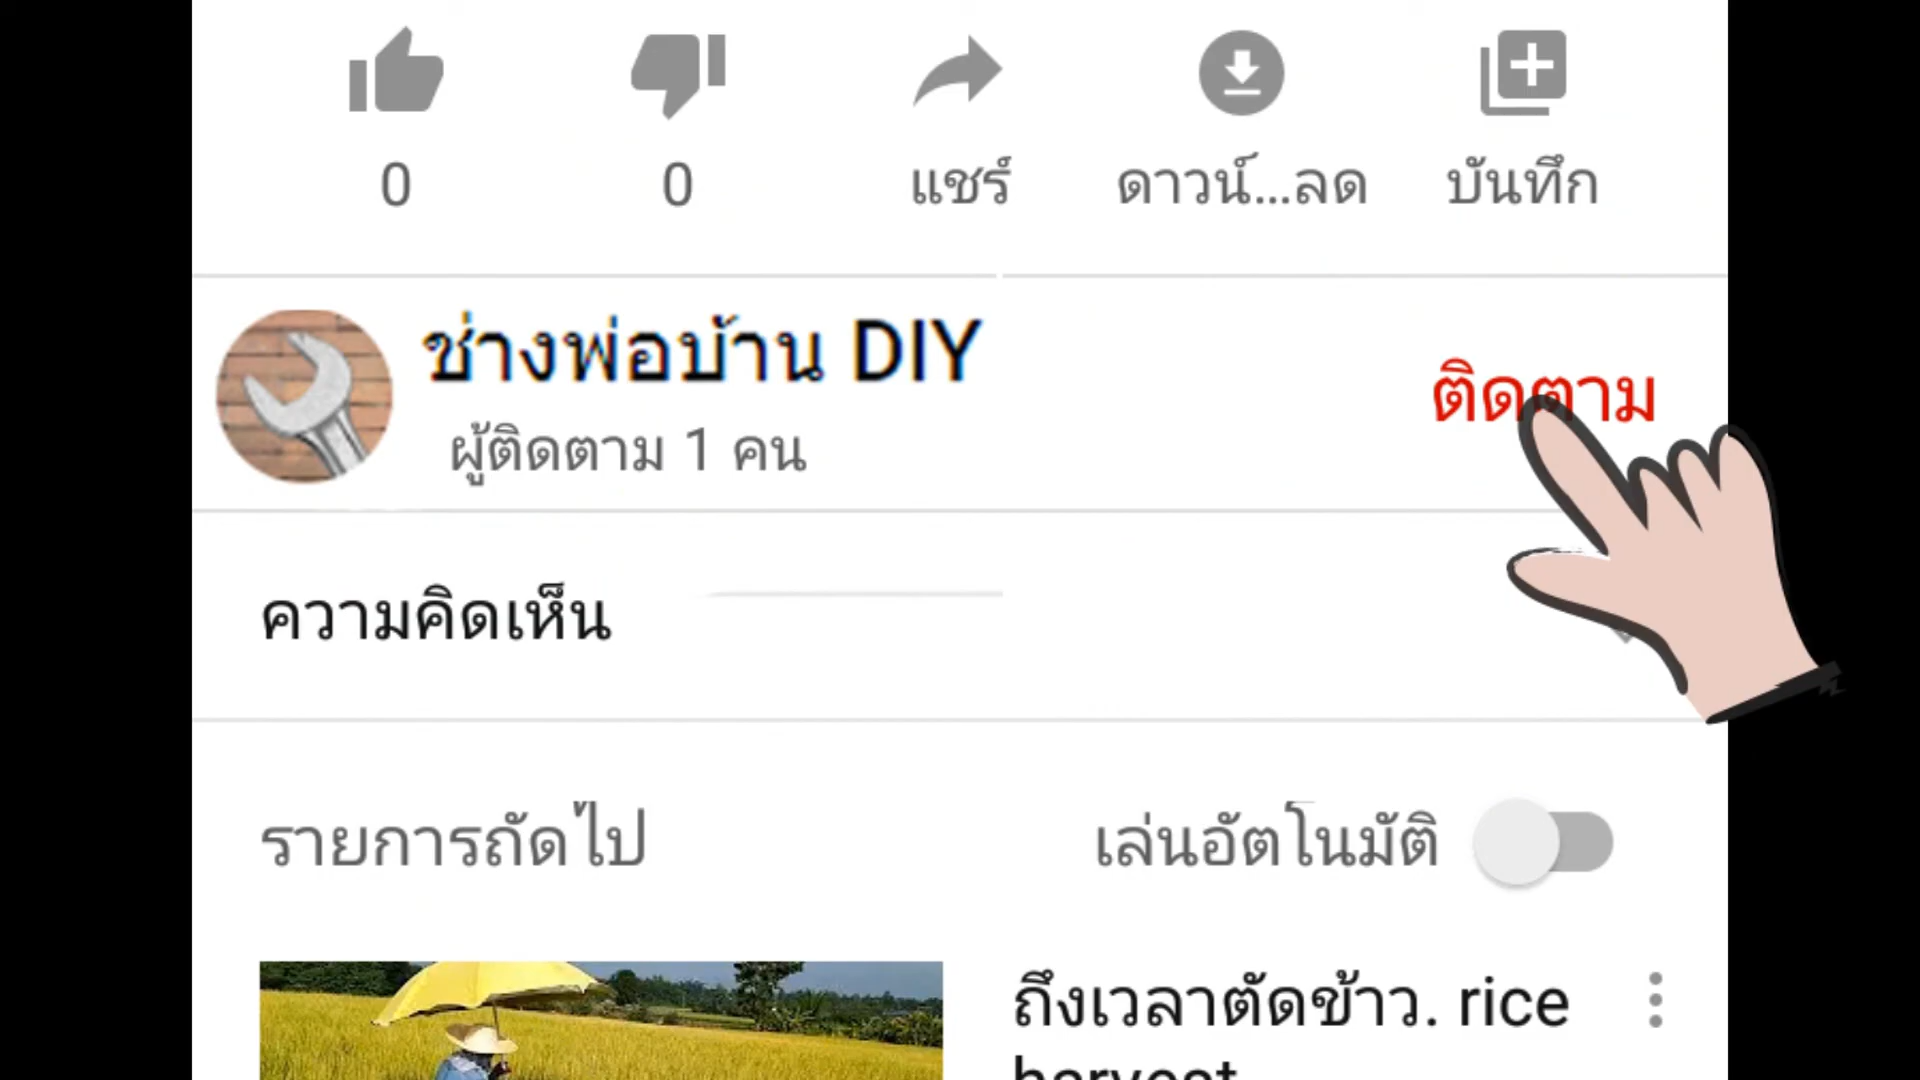 0
0
แชร์
ดาวน์...ลด
บันทึก
ช่างพ่อบ้าน DIY
ติดตาม
ผู้ติดตาม 1 คน
ความคิดเห็น
รายการถัดไป
เล่นอัตโนมัติ
ถึงเวลาตัดข้าว. rice
harvest